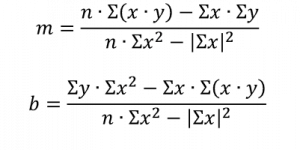 m = (n · Σ(x · y) − Σx · Σy) / (n · Σx² − |Σx|²)
b = (Σy · Σx² − Σx · Σ(x · y)) / (n · Σx² − |Σx|²)